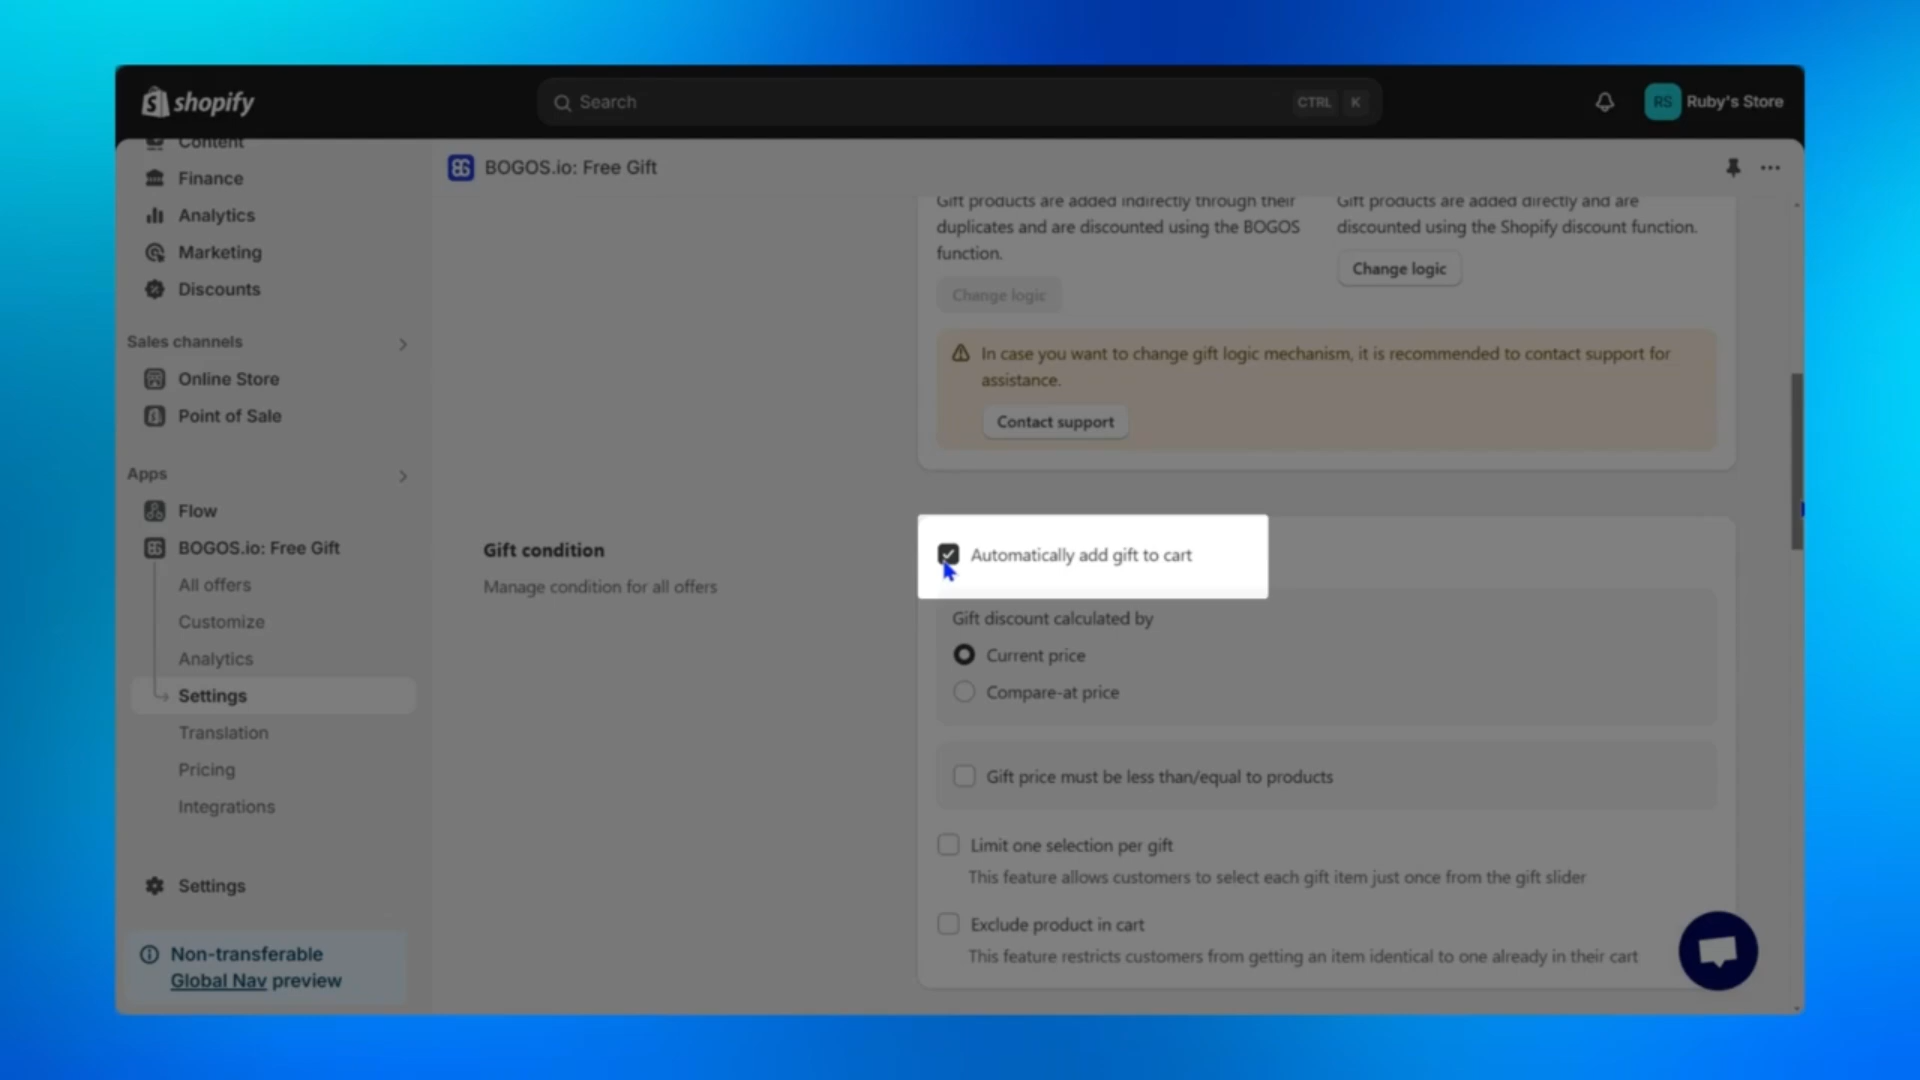 shopify
Search
CTRL K
RS Ruby's Store
Content
Finance
Analytics
Marketing
Discounts
Sales channels
Online Store
Point of Sale
Apps
Flow
BOGOS.io: Free Gift
All offers
Customize
Analytics
Settings
Translation
Pricing
Integrations
Settings
Non-transferable
Global Nav preview
BOGOS.io: Free Gift
Gift products are added indirectly through their
duplicates and are discounted using the BOGOS
function.
Change logic
Gift products are added directly and are
discounted using the Shopify discount function.
Change logic
In case you want to change gift logic mechanism, it is recommended to contact support for
assistance.
Contact support
Gift condition
Manage condition for all offers
Automatically add gift to cart
Gift discount calculated by
Current price
Compare-at price
Gift price must be less than/equal to products
Limit one selection per gift
This feature allows customers to select each gift item just once from the gift slider
Exclude product in cart
This feature restricts customers from getting an item identical to one already in their cart